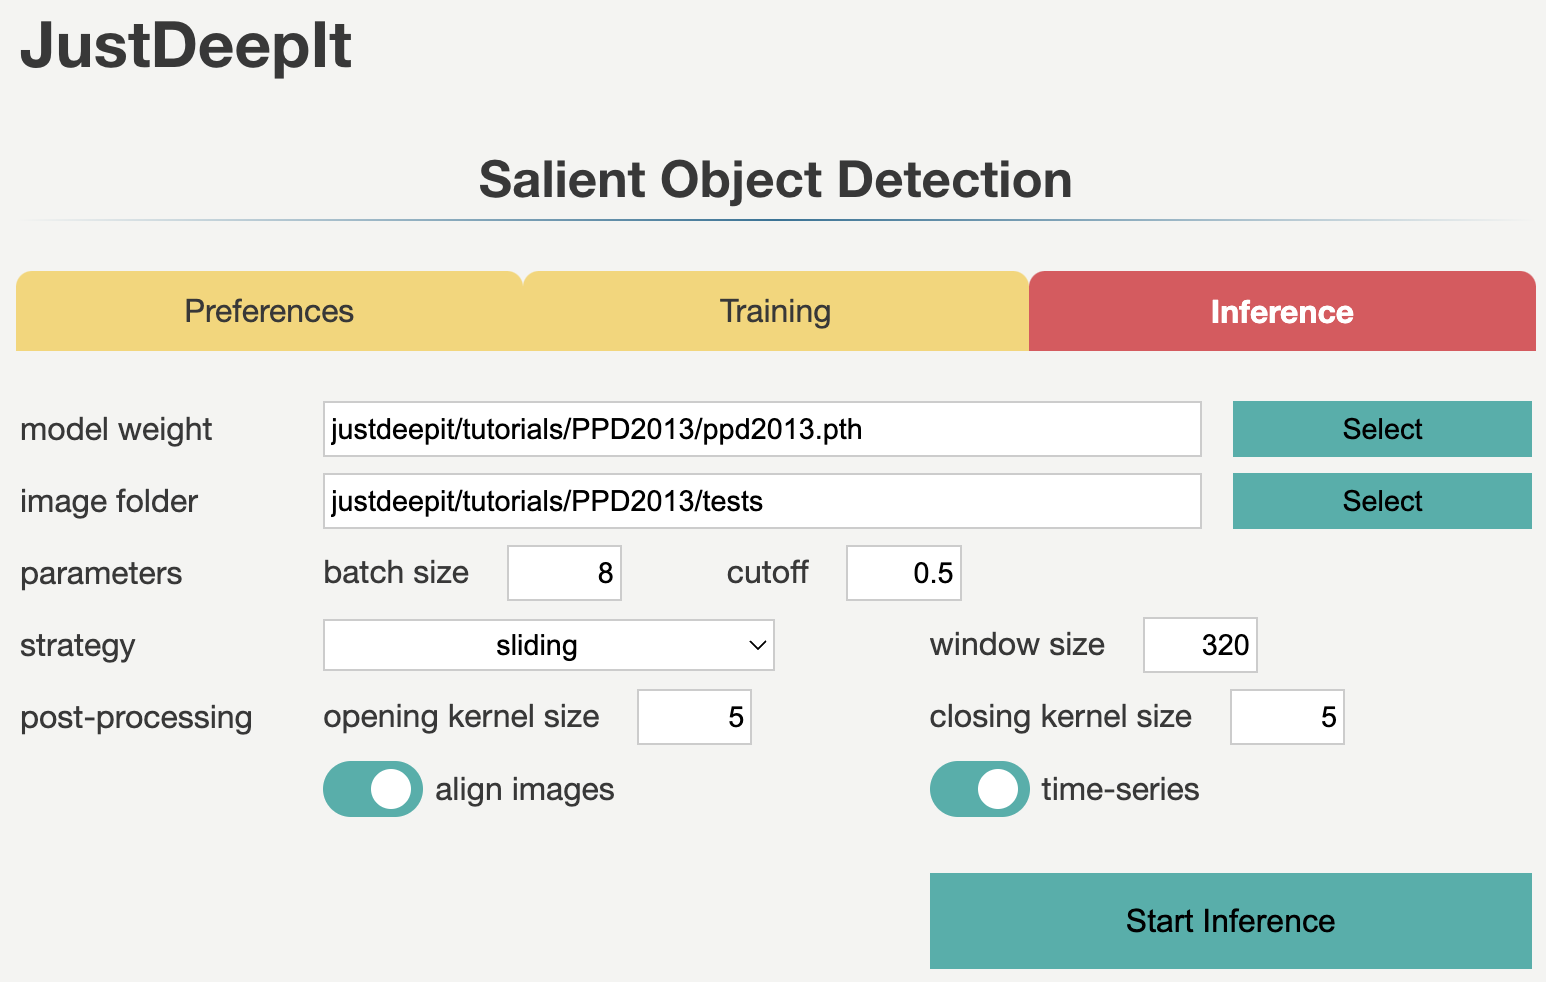 JustDeepIt
Salient Object Detection
Preferences Training Inference
model weight justdeepit/tutorials/PPD2013/ppd2013.pth Select
image folder justdeepit/tutorials/PPD2013/tests Select
parameters batch size 8 cutoff 0.5
strategy sliding window size 320
post-processing opening kernel size 5 closing kernel size 5
align images time-series
Start Inference